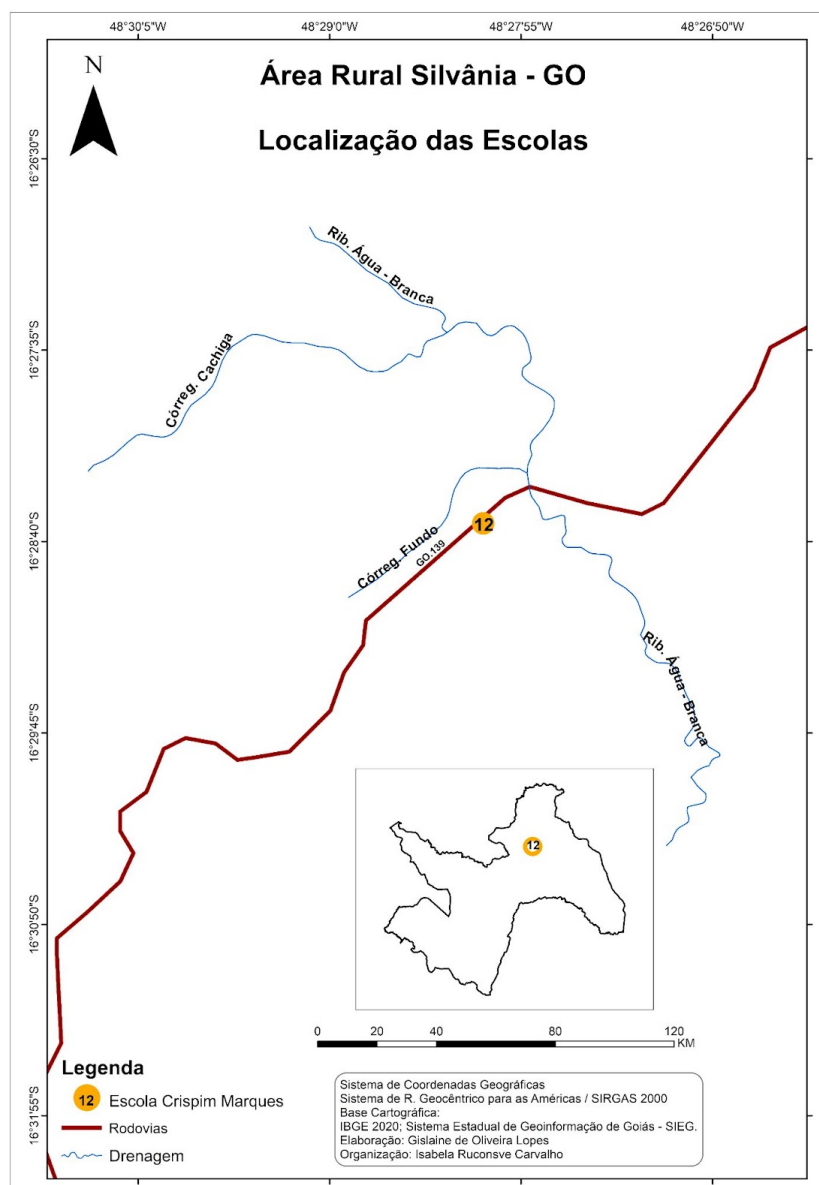 48°30'5"W
48°29'0"W
48°27'55"W
48°26'50"W
N
Área Rural Silvânia - GO
Localização das Escolas
16°26'30"S
Rib. Água - Branca
16°27'35"S
Córreg. Cachiga
12
16°28'40"S
Córreg. Fundo
GO.139
Rib. Água - Branca
16°29'45"S
12
16°30'50"S
0 20 40 80 120
KM
Legenda
12 Escola Crispim Marques
Rodovias
Drenagem
16°31'55"S
Sistema de Coordenadas Geográficas
Sistema de R. Geocêntrico para as Américas / SIRGAS 2000
Base Cartográfica:
IBGE 2020; Sistema Estadual de Geoinformação de Goiás - SIEG.
Elaboração: Gislaine de Oliveira Lopes
Organização: Isabela Ruconsve Carvalho